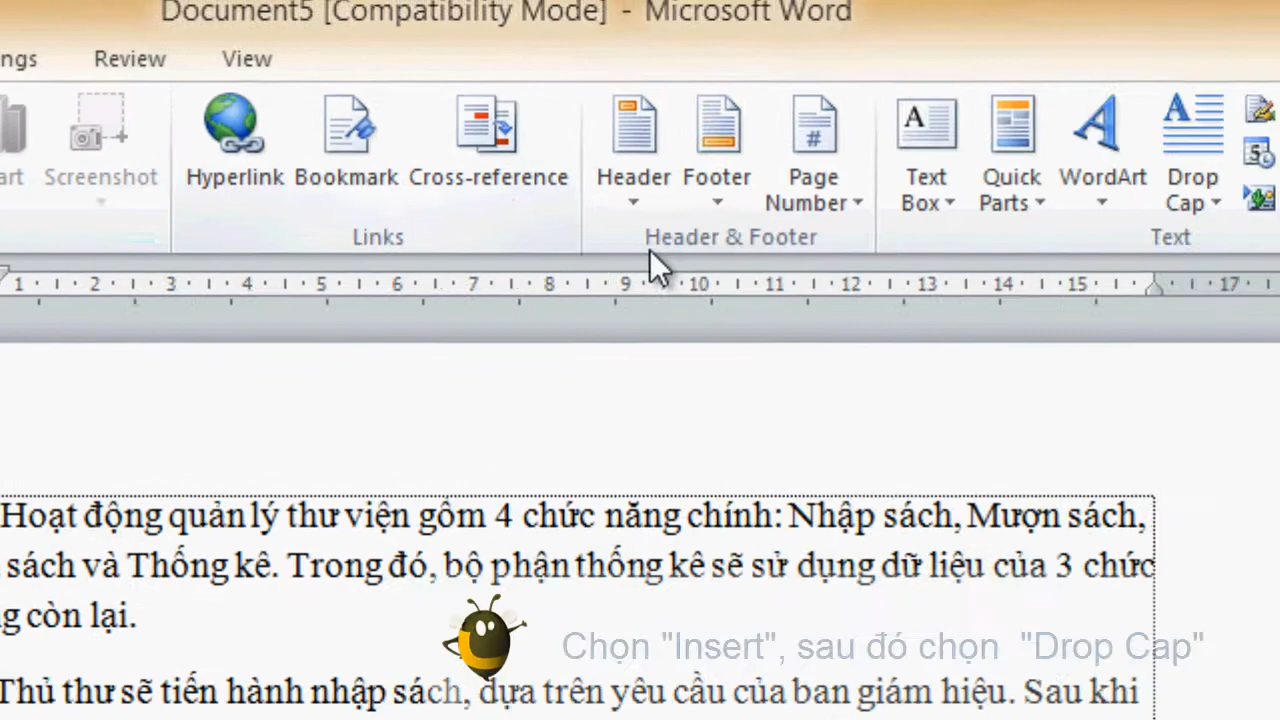 Document5 [Compatibility Mode] - Microsoft Word
ngs Review View
art Screenshot Hyperlink Bookmark Cross-reference Header Footer Page Number Text Box Quick Parts WordArt Drop Cap
Links Header & Footer Text
1 2 3 4 5 6 7 8 9 10 11 12 13 14 15 17
Hoạt động quản lý thư viện gồm 4 chức năng chính: Nhập sách, Mượn sách,
sách và Thống kê. Trong đó, bộ phận thống kê sẽ sử dụng dữ liệu của 3 chức
g còn lại.
Chọn "Insert", sau đó chọn "Drop Cap"
Thủ thư sẽ tiến hành nhập sách, dựa trên yêu cầu của ban giám hiệu. Sau khi